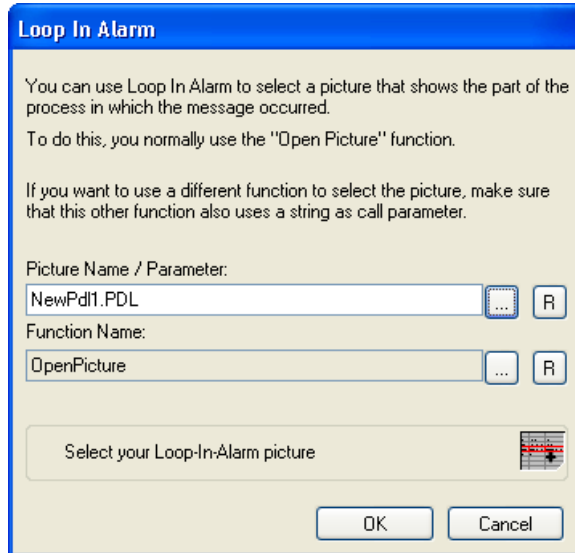 Loop In Alarm
You can use Loop In Alarm to select a picture that shows the part of the
process in which the message occurred.
To do this, you normally use the "Open Picture" function.
If you want to use a different function to select the picture, make sure
that this other function also uses a string as call parameter.
Picture Name / Parameter:
NewPdl1.PDL ... R
Function Name:
OpenPicture ... R
Select your Loop-In-Alarm picture
OK Cancel